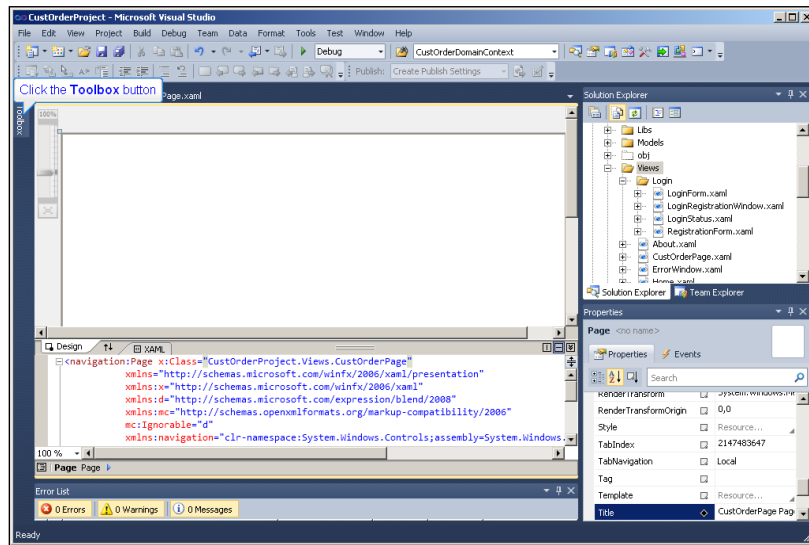 CustOrderProject - Microsoft Visual Studio
File Edit View Project Build Debug Team Data Format Tools Test Window Help
Debug CustOrderDomainContext
Publish: Create Publish Settings
Click the Toolbox button
Page.xaml
Toolbox
100%
Design XAML
<navigation:Page x:Class="CustOrderProject.Views.CustOrderPage"
xmlns="http://schemas.microsoft.com/winfx/2006/xaml/presentation"
xmlns:x="http://schemas.microsoft.com/winfx/2006/xaml"
xmlns:d="http://schemas.microsoft.com/expression/blend/2008"
xmlns:mc="http://schemas.openxmlformats.org/markup-compatibility/2006"
mc:Ignorable="d"
xmlns:navigation="clr-namespace:System.Windows.Controls;assembly=System.Windows.
100 %
Page Page
Error List
0 Errors 0 Warnings 0 Messages
Ready
Solution Explorer
Libs
Models
obj
Views
Login
LoginForm.xaml
LoginRegistrationWindow.xaml
LoginStatus.xaml
RegistrationForm.xaml
About.xaml
CustOrderPage.xaml
ErrorWindow.xaml
Home.xaml
Solution Explorer Team Explorer
Properties
Page <no name>
Properties Events
Search
RenderTransform System.Windows.Me
RenderTransformOrigin 0,0
Style Resource...
TabIndex 2147483647
TabNavigation Local
Tag
Template Resource...
Title CustOrderPage Pag